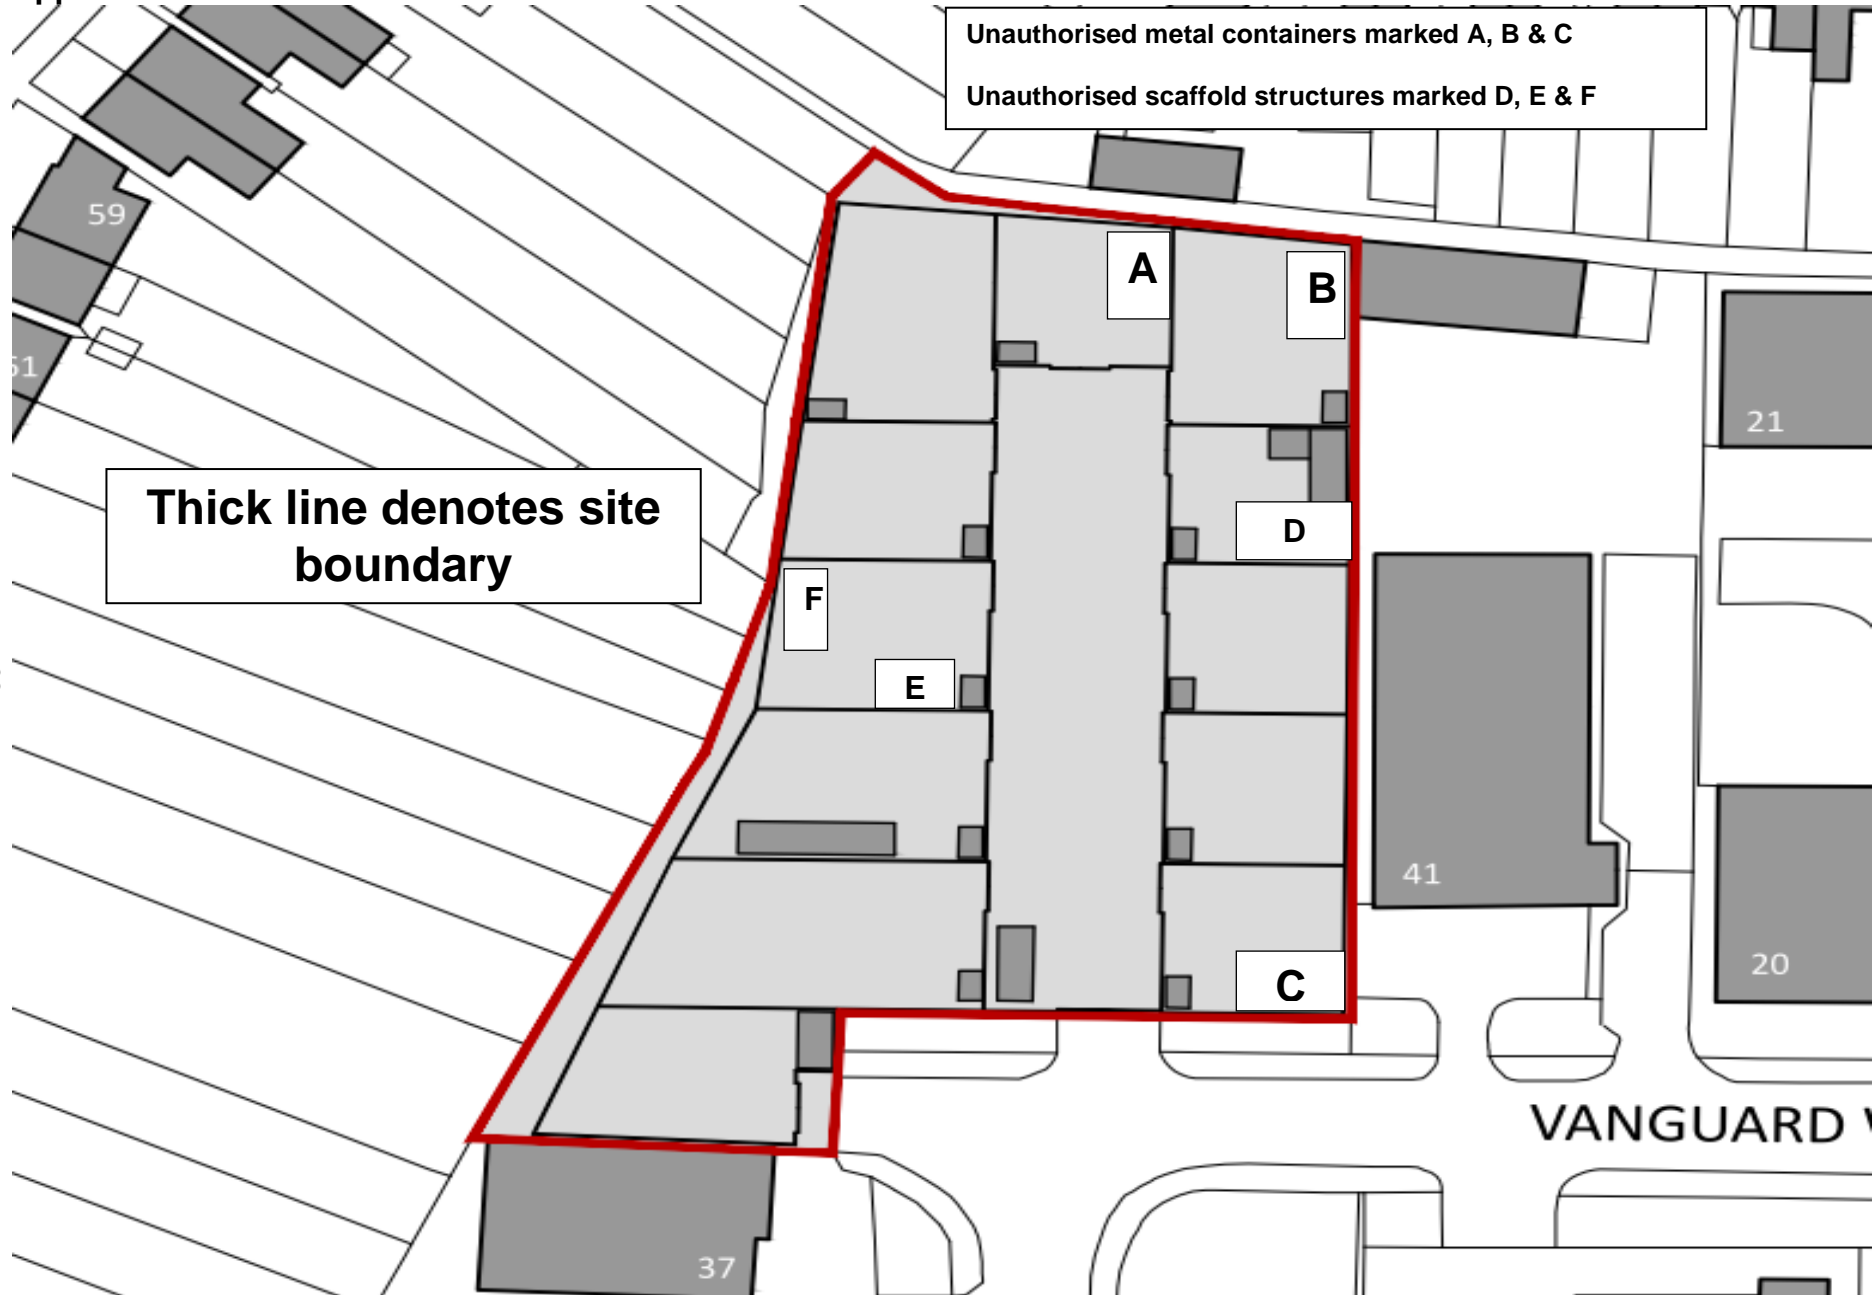 Unauthorised metal containers marked A, B & C
Unauthorised scaffold structures marked D, E & F
59
A
B
51
21
Thick line denotes site
boundary
D
F
E
41
20
C
VANGUARD
37